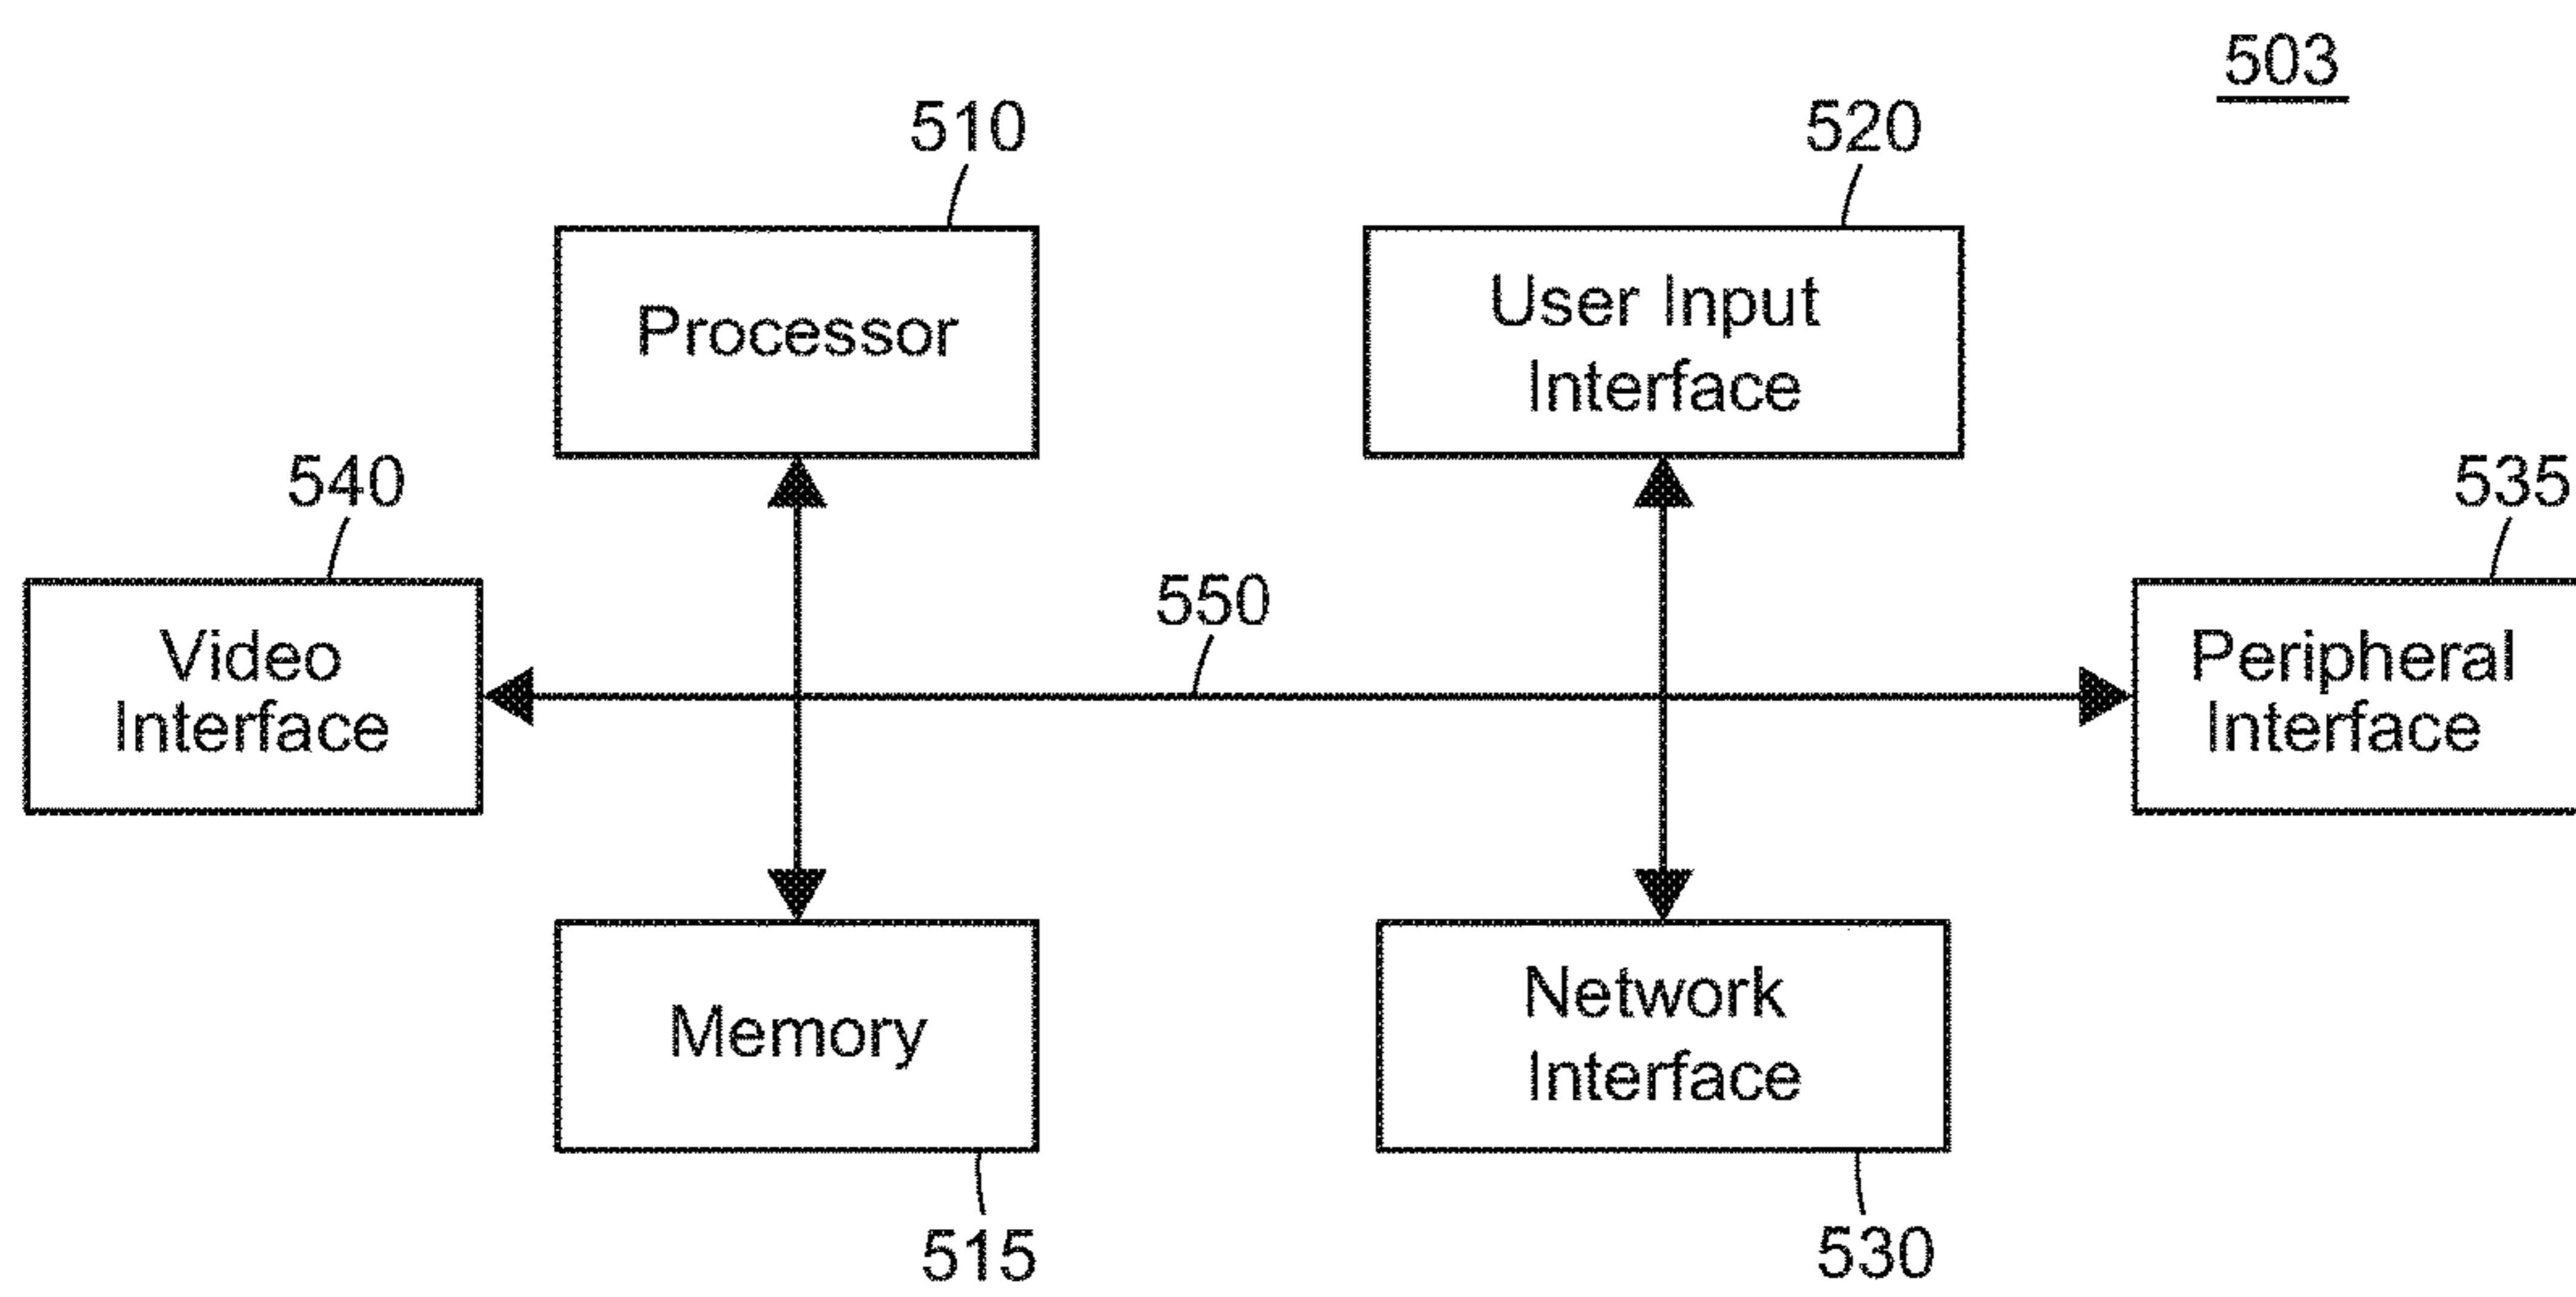 503
510
520
Processor
User Input
Interface
540
535
550
Video
Interface
Peripheral
Interface
Memory
Network
Interface
515
530